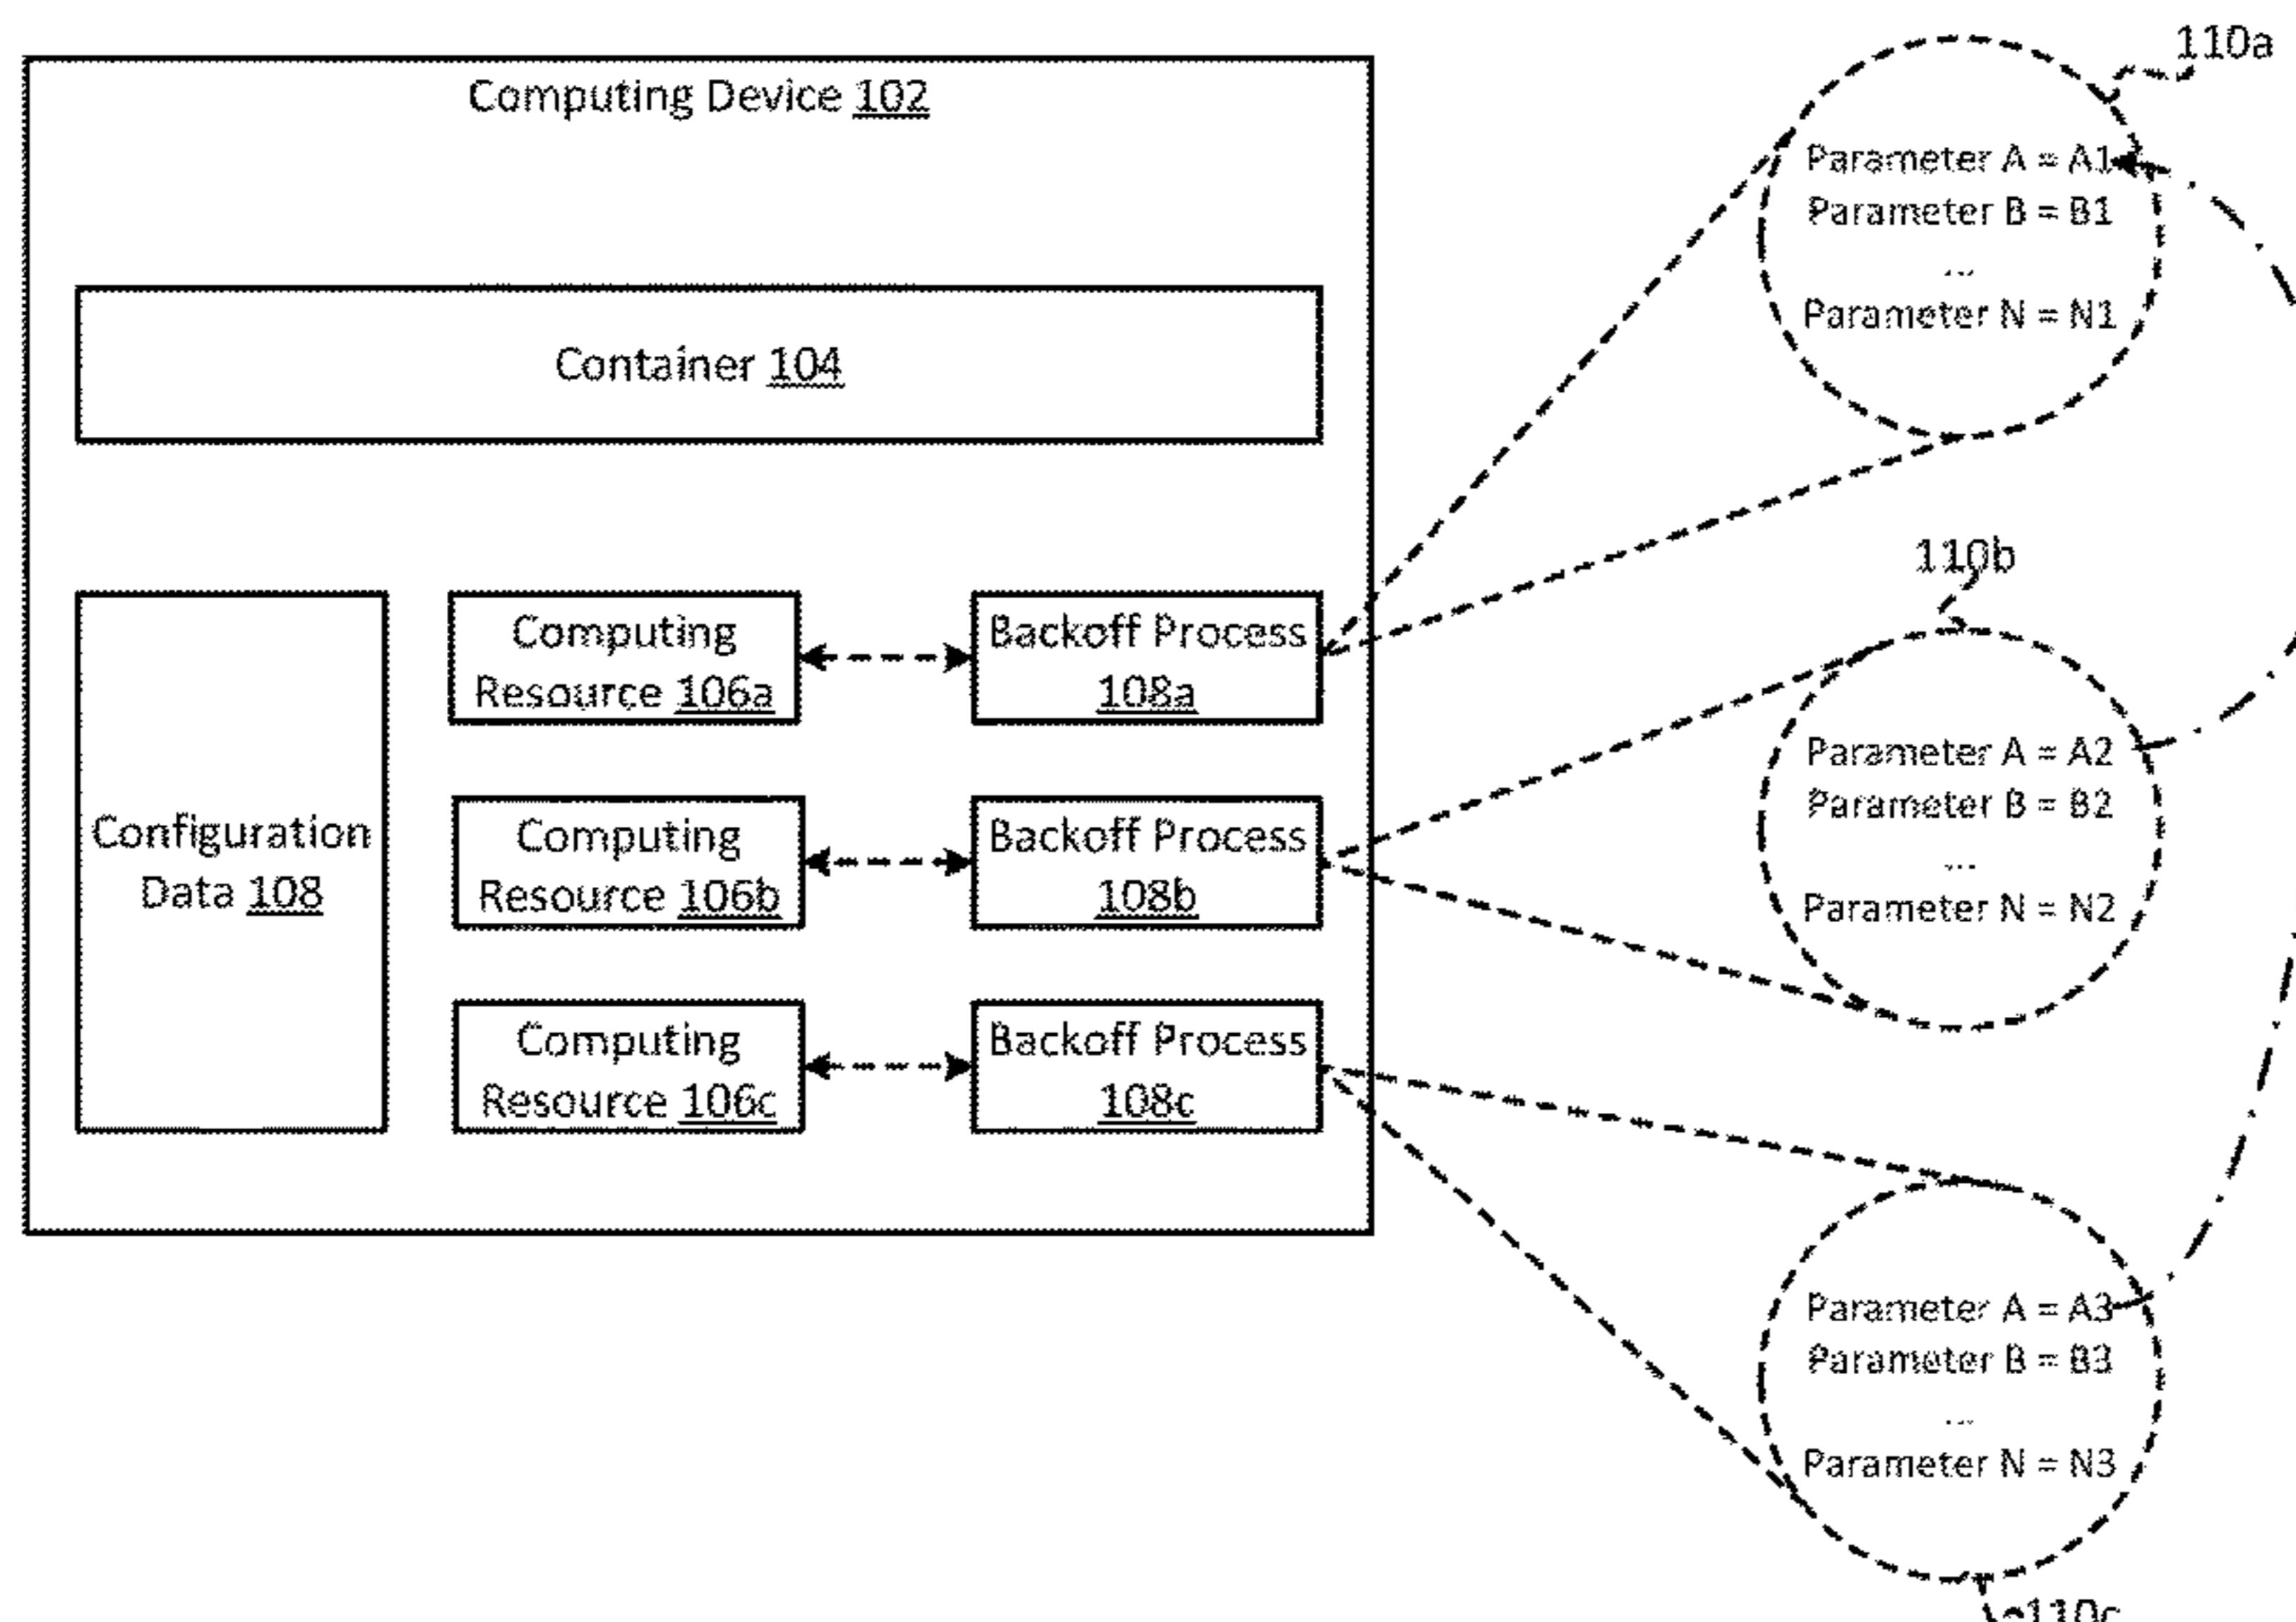 Computing Device 102
Container 104
Configuration
Data 108
Computing
Resource 106a
Backoff Process
108a
Computing
Resource 106b
Backoff Process
108b
Computing
Resource 106c
Backoff Process
108c
110a
Parameter A = A1
Parameter B = B1
...
Parameter N = N1
110b
Parameter A = A2
Parameter B = B2
...
Parameter N = N2
Parameter A = A3
Parameter B = B3
...
Parameter N = N3
110c